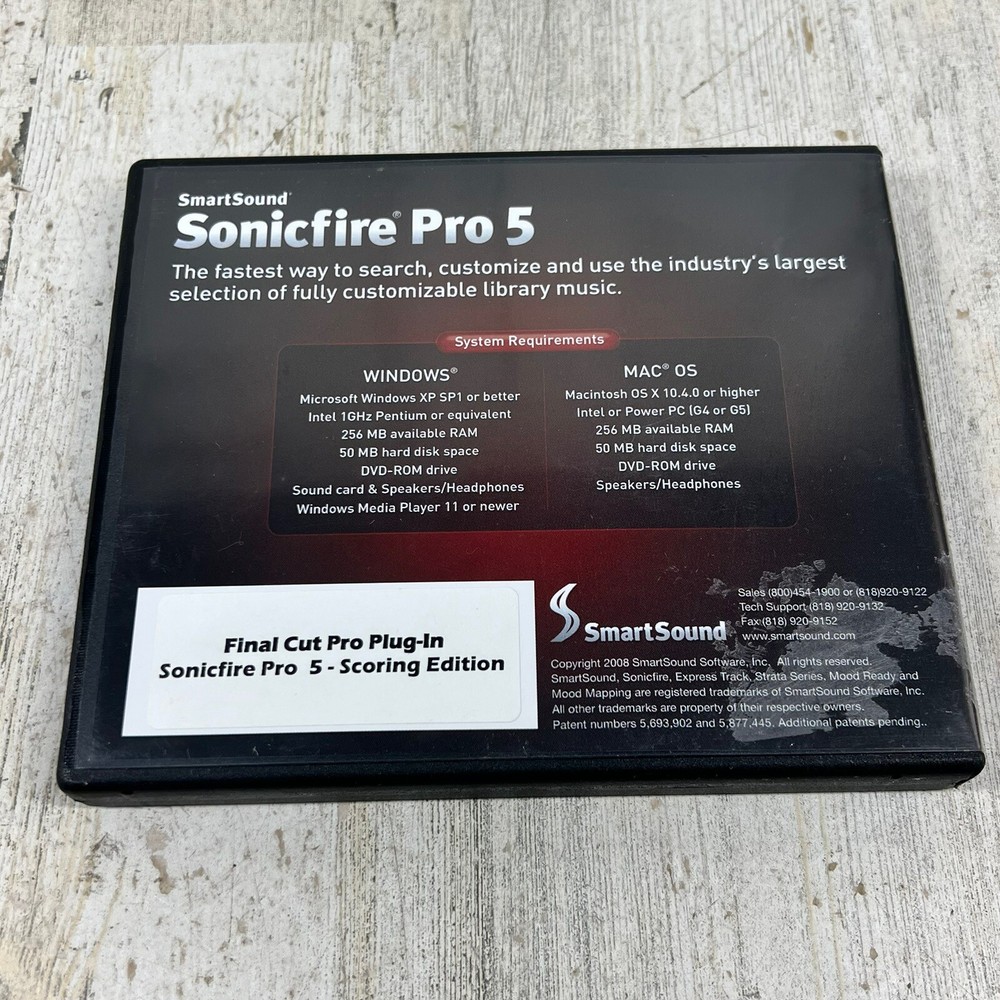 SmartSound®
Sonicfire® Pro 5
The fastest way to search, customize and use the industry's largest
selection of fully customizable library music.
System Requirements
WINDOWS®
Microsoft Windows XP SP1 or better
Intel 1GHz Pentium or equivalent
256 MB available RAM
50 MB hard disk space
DVD-ROM drive
Sound card & Speakers/Headphones
Windows Media Player 11 or newer
MAC® OS
Macintosh OS X 10.4.0 or higher
Intel or Power PC (G4 or G5)
256 MB available RAM
50 MB hard disk space
DVD-ROM drive
Speakers/Headphones
Final Cut Pro Plug-In
Sonicfire Pro 5 - Scoring Edition
SmartSound
Sales (800)454-1900 or (818)920-9122
Tech Support (818) 920-9132
Fax (818) 920-9152
www.smartsound.com
Copyright 2008 SmartSound Software, Inc. All rights reserved.
SmartSound, Sonicfire, Express Track, Strata Series, Mood Ready and
Mood Mapping are registered trademarks of SmartSound Software, Inc.
All other trademarks are property of their respective owners.
Patent numbers 5,693,902 and 5,877,445. Additional patents pending..